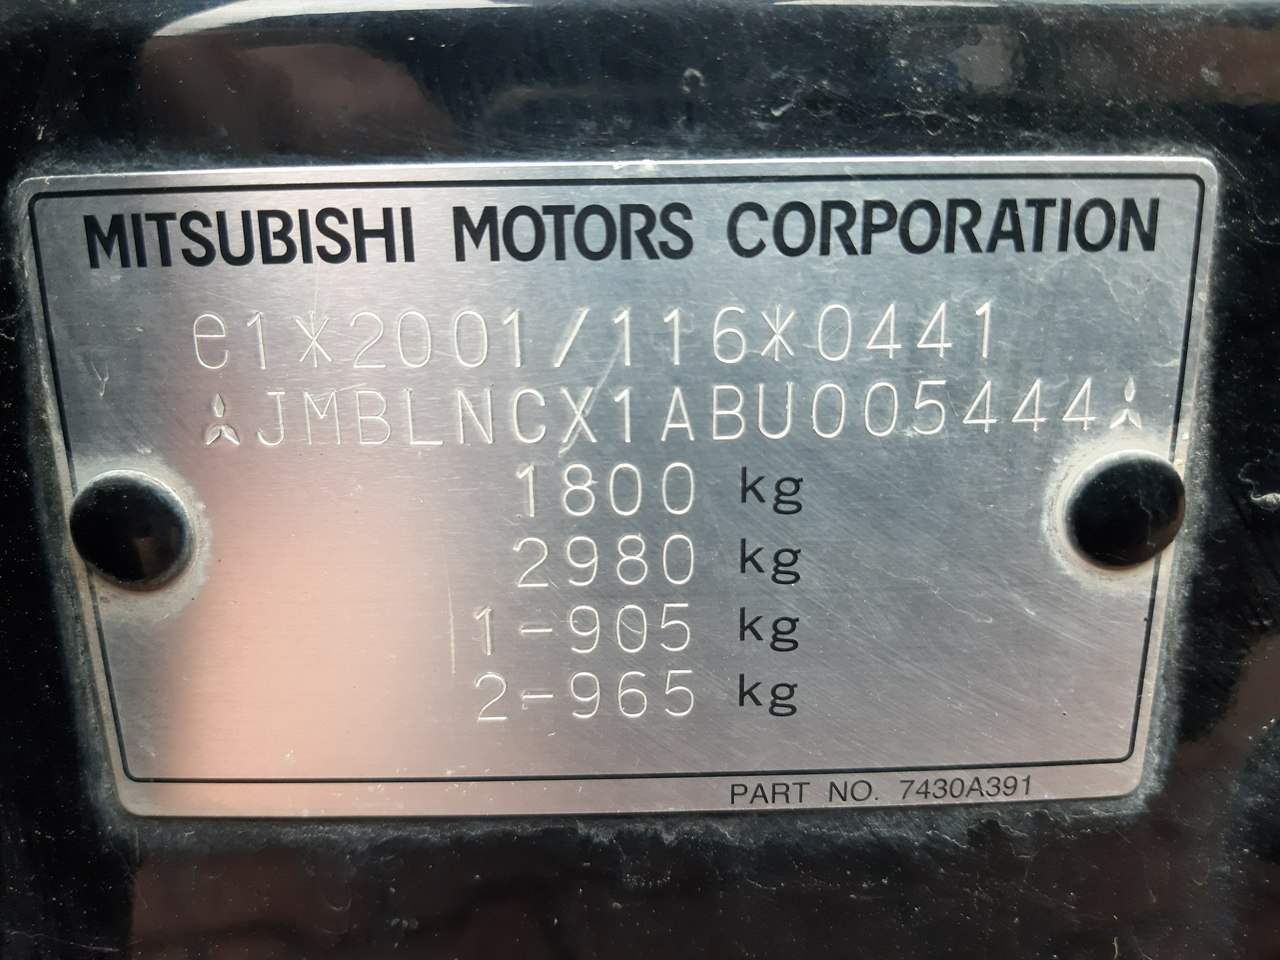 MITSUBISHI MOTORS CORPORATION
e1*2001/116*0441
JMBLNCX1ABU005444
1800 kg
2980 kg
1-905 kg
2-965 kg
PART NO. 7430A391